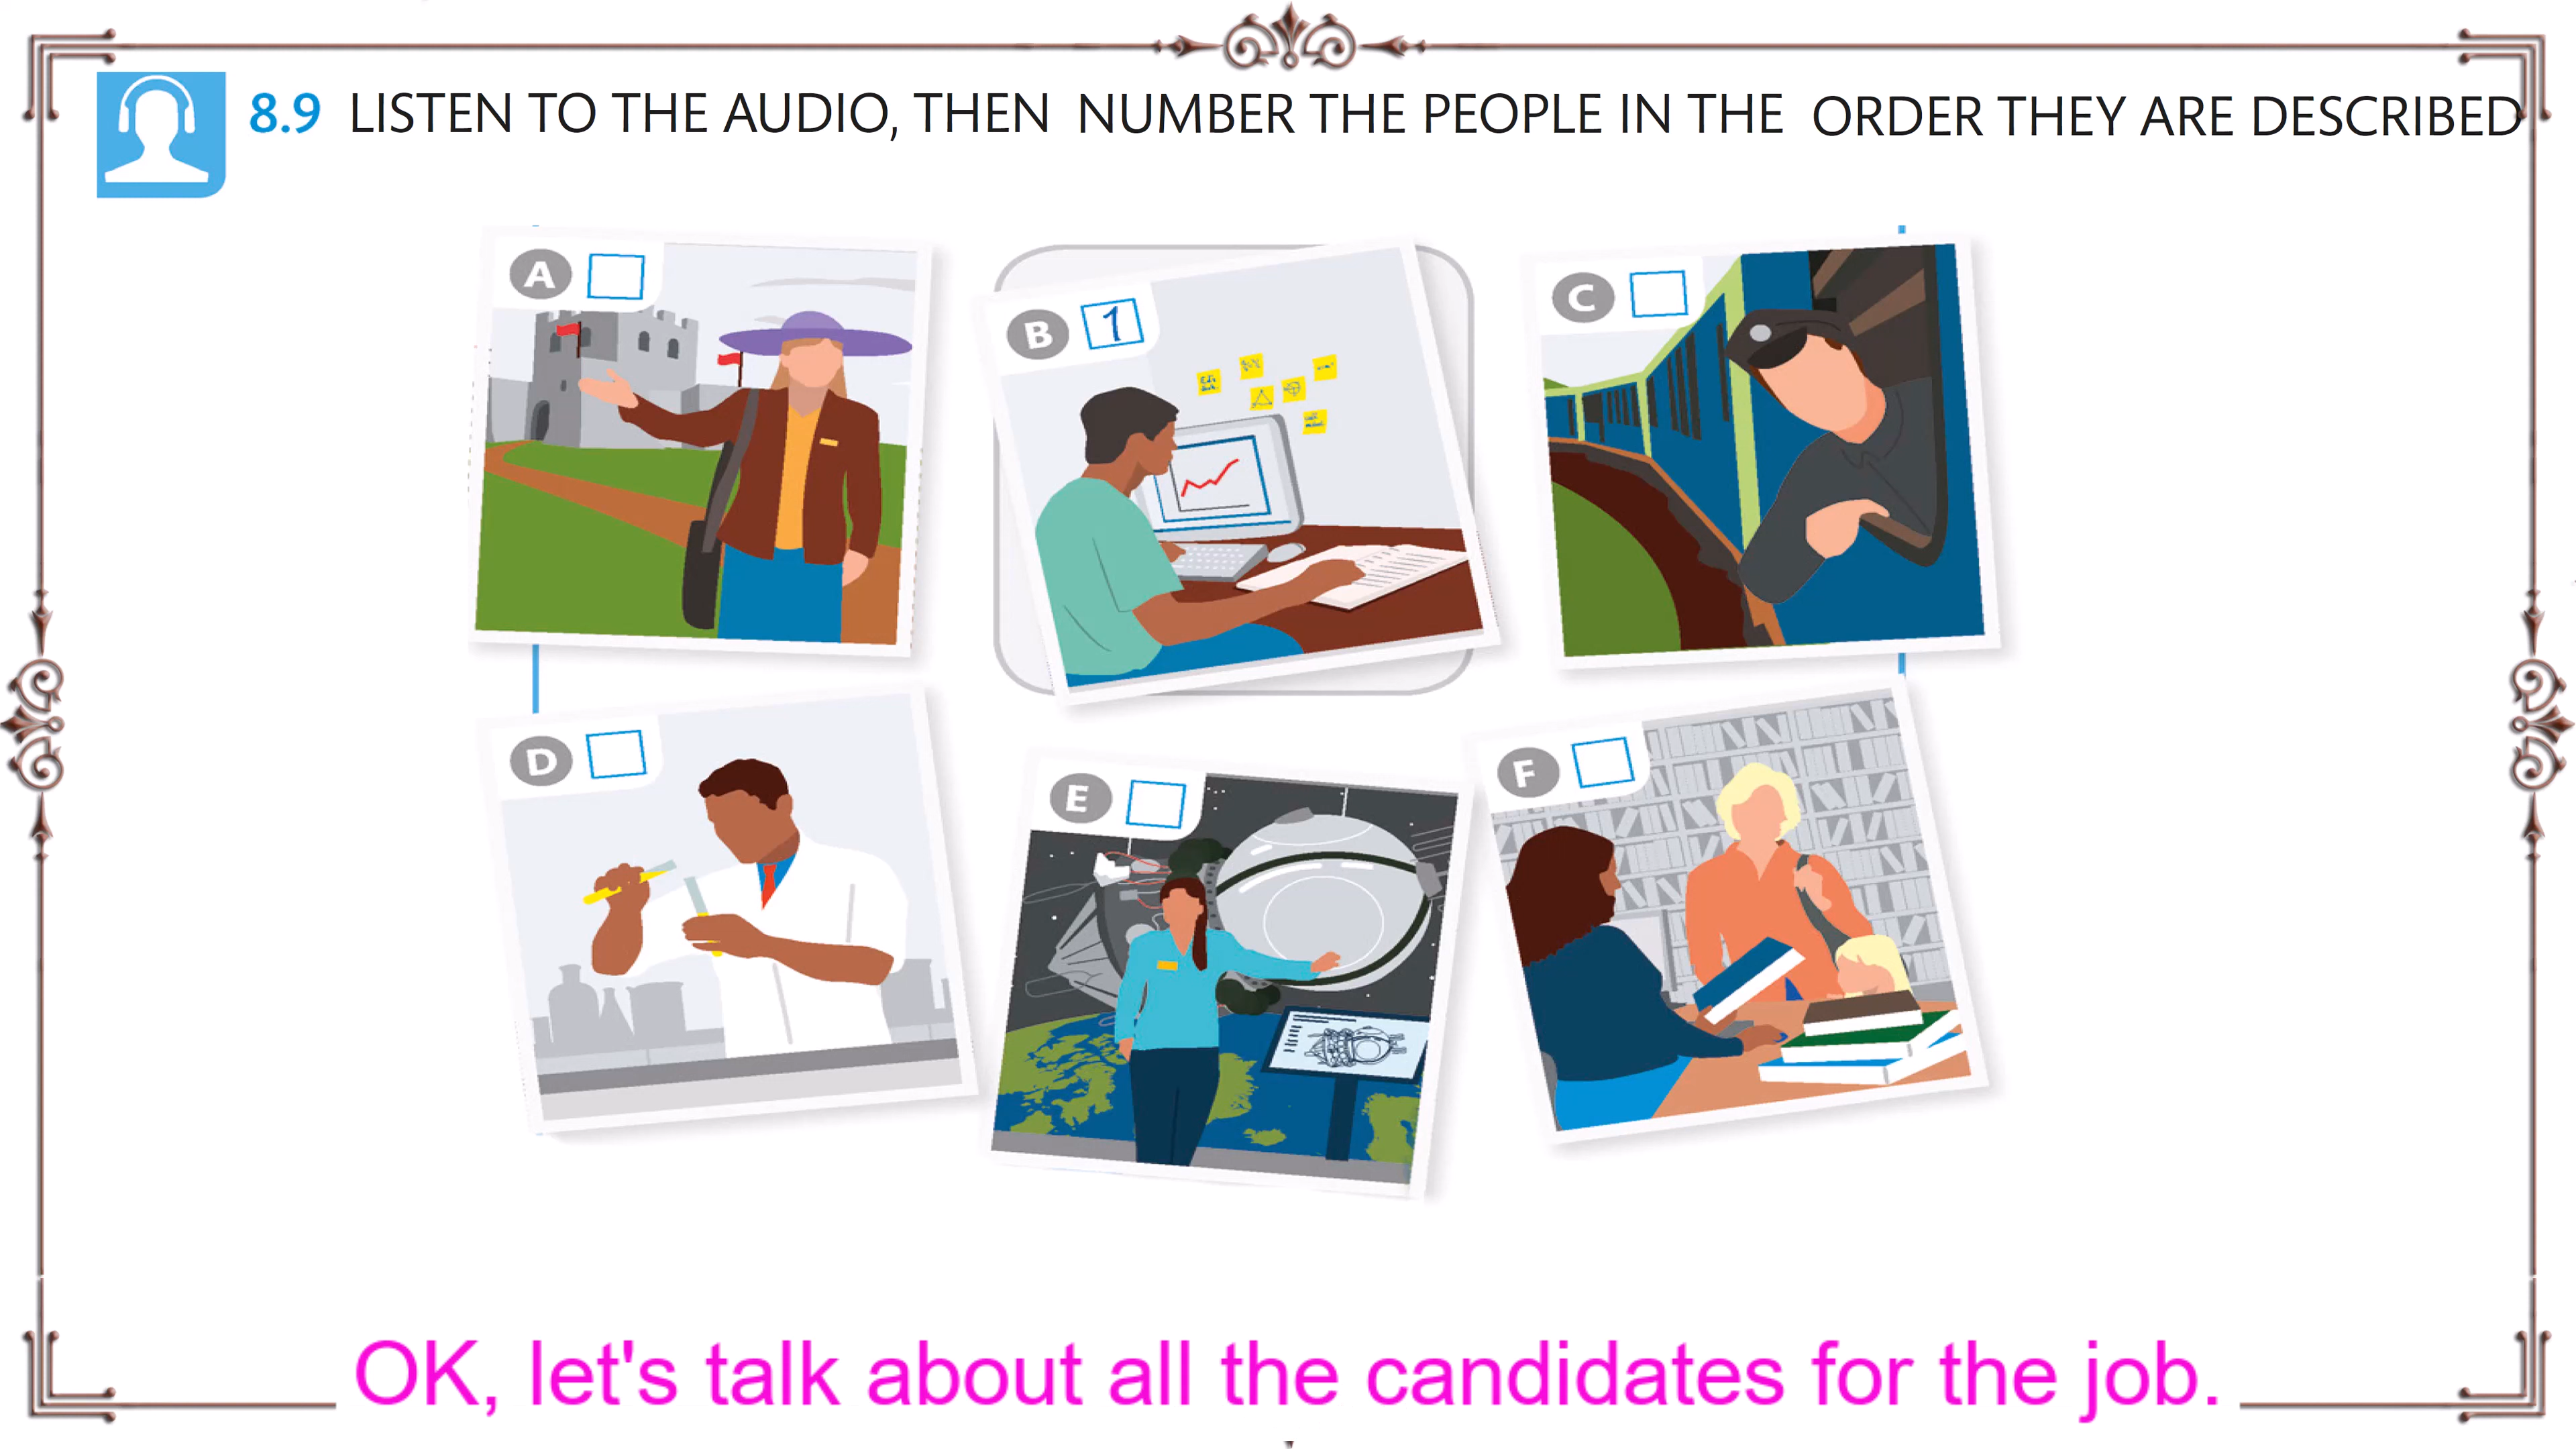 8.9 LISTEN TO THE AUDIO, THEN NUMBER THE PEOPLE IN THE ORDER THEY ARE DESCRIBED
A
B 1
C
D
E
F
OK, let's talk about all the candidates for the job.